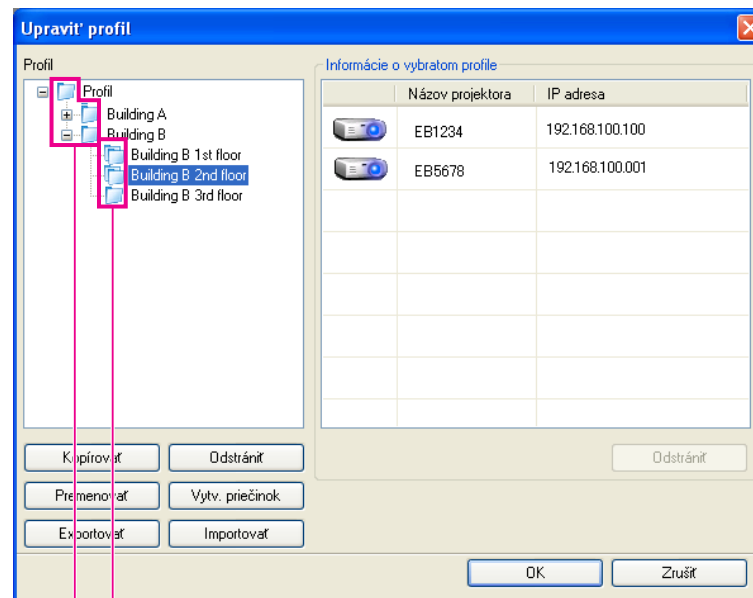 Upraviť profil
Profil
Profil
Building A
Building B
Building B 1st floor
Building B 2nd floor
Building B 3rd floor
Kopírovať Odstrániť
Premenovať Vytv. priečinok
Exportovať Importovať
Informácie o vybratom profile
Názov projektora IP adresa
EB1234 192.168.100.100
EB5678 192.168.100.001
Odstrániť
OK Zrušiť